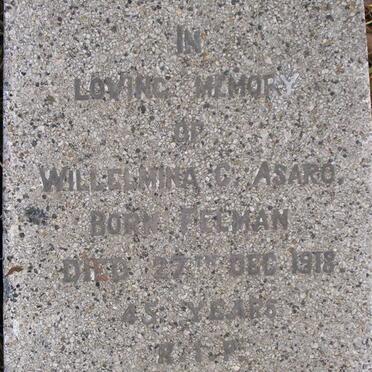 IN
LOVING MEMORY
OF
WILLELMINA C. ASARO.
BORN FEEMAN
DIED 27TH DEC 1918.
45 YEARS
R.I.P.